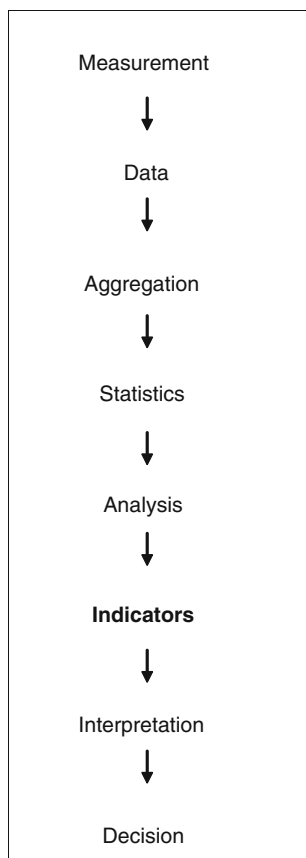 Measurement
Data
Aggregation
Statistics
Analysis
Indicators
Interpretation
Decision